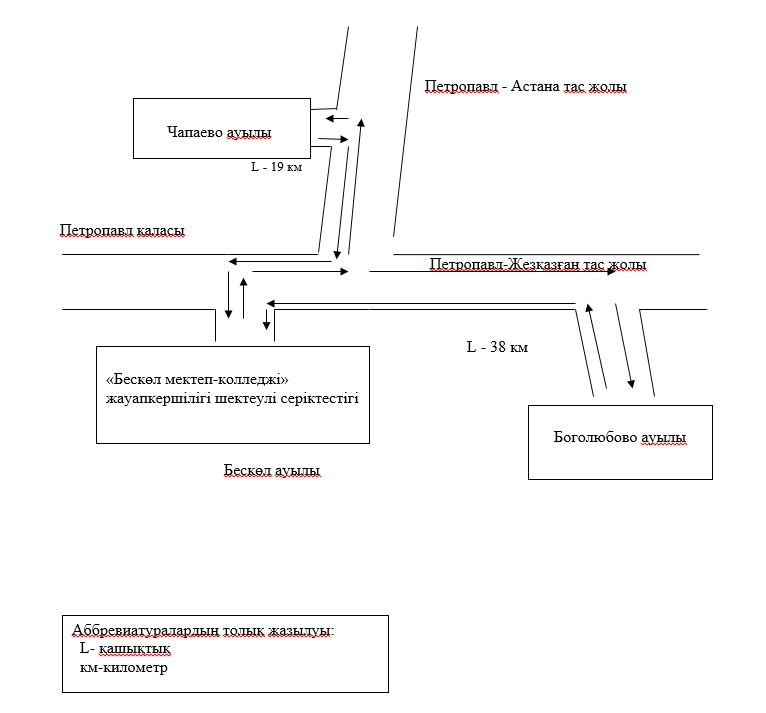 Петропавл - Астана тас жолы
Чапаево ауылы
L - 19 км
Петропавл қаласы
Петропавл-Жезқазған тас жолы
L - 38 км
«Бескөл мектеп-колледжі»
жауапкершілігі шектеулі серіктестігі
Боголюбово ауылы
Бескөл ауылы
Аббревиатуралардың толық жазылуы:
L- қашықтық
км-километр